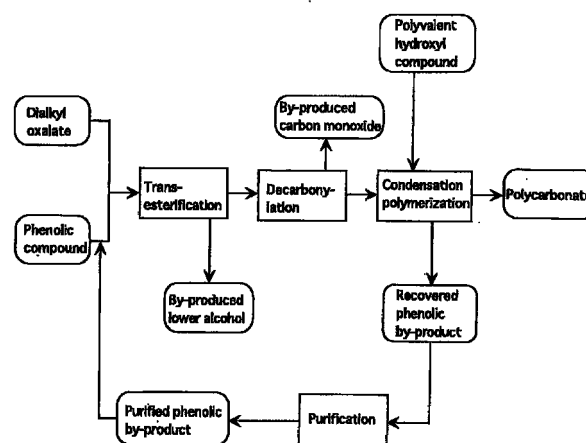 Polyvalent
hydroxyl
compound
By-produced
carbon monoxide
Dialkyl
oxalate
Trans-
esterification
Decarbony-
lation
Condensation
polymerization
Polycarbonate
Phenolic
compound
By-produced
lower alcohol
Recovered
phenolic
by-product
Purified phenolic
by-product
Purification